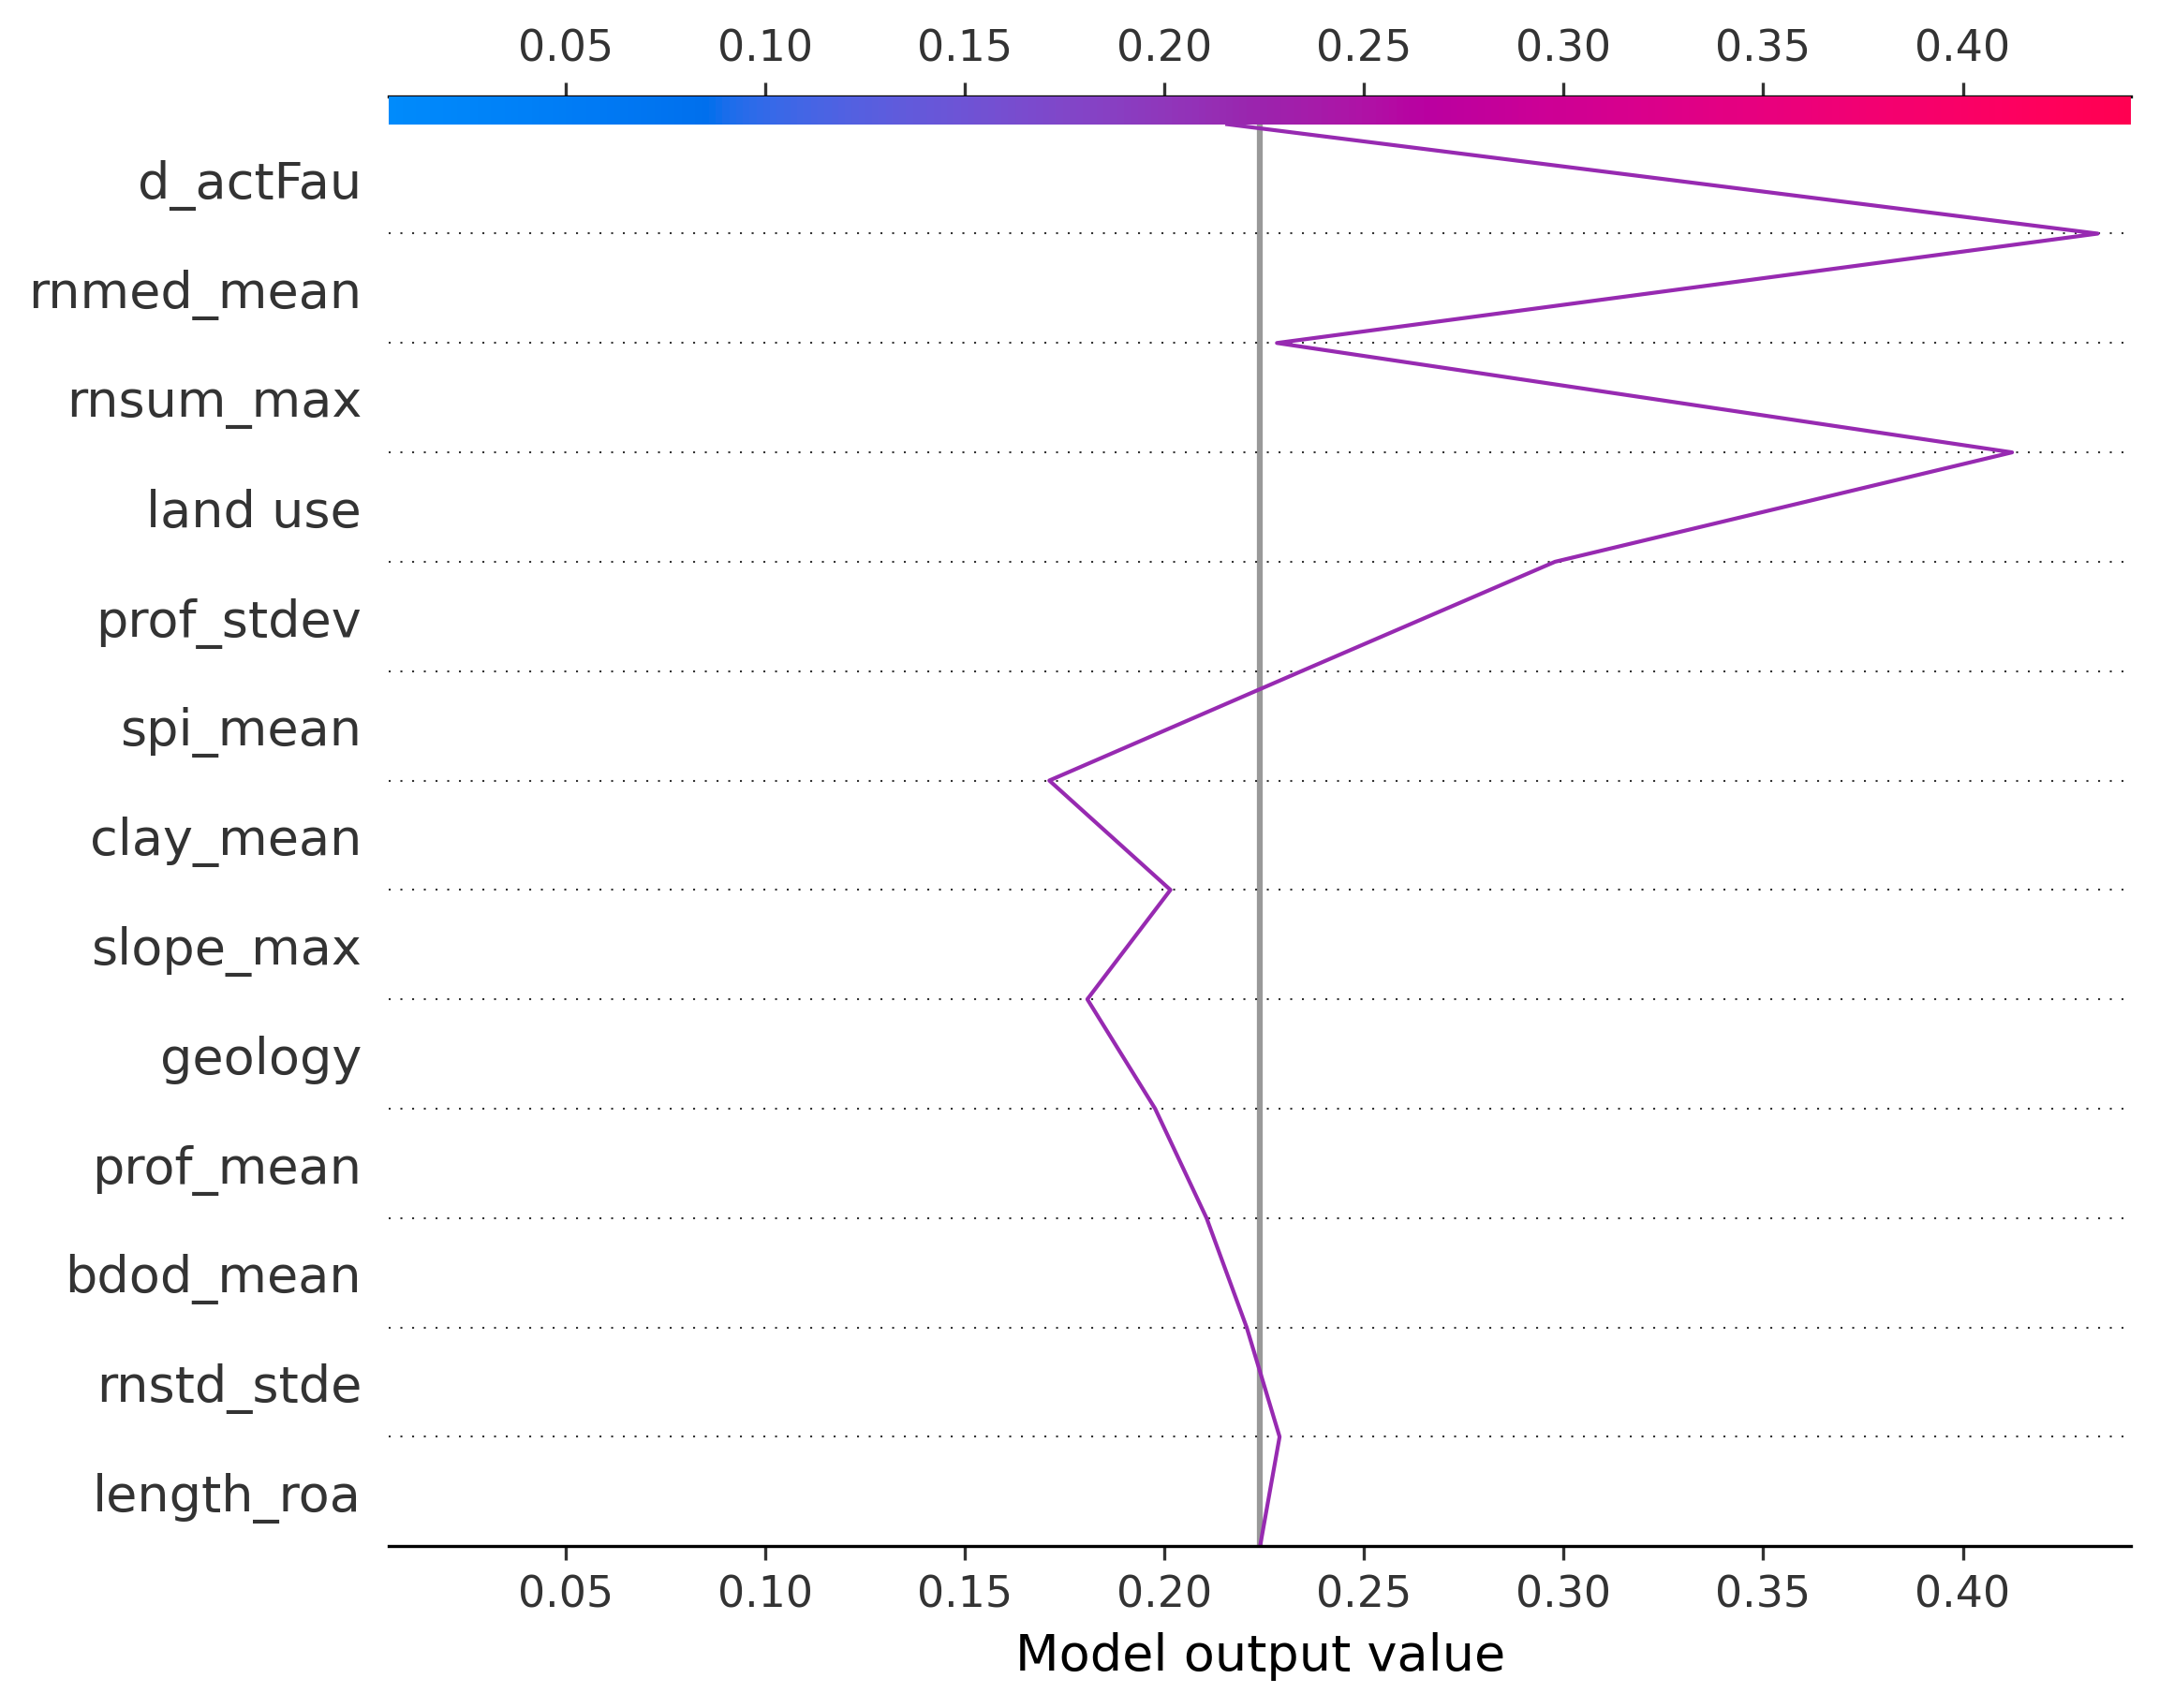 0.05 0.10 0.15 0.20 0.25 0.30 0.35 0.40
d_actFau
rnmed_mean
rnsum_max
land use
prof_stdev
spi_mean
clay_mean
slope_max
geology
prof_mean
bdod_mean
rnstd_stde
length_roa
0.05 0.10 0.15 0.20 0.25 0.30 0.35 0.40
Model output value